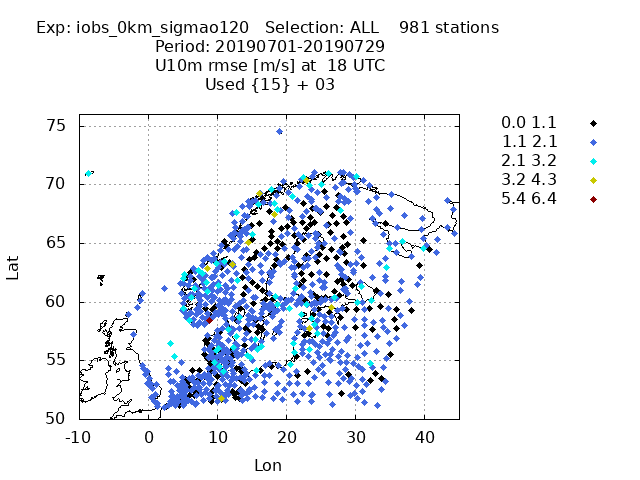 Exp: iobs_0km_sigmao120   Selection: ALL    981 stations
Period: 20190701-20190729
U10m rmse [m/s] at  18 UTC
Used {15} + 03
0.0 1.1
1.1 2.1
2.1 3.2
3.2 4.3
5.4 6.4
75
70
65
60
55
50
Lat
-10 0 10 20 30 40
Lon